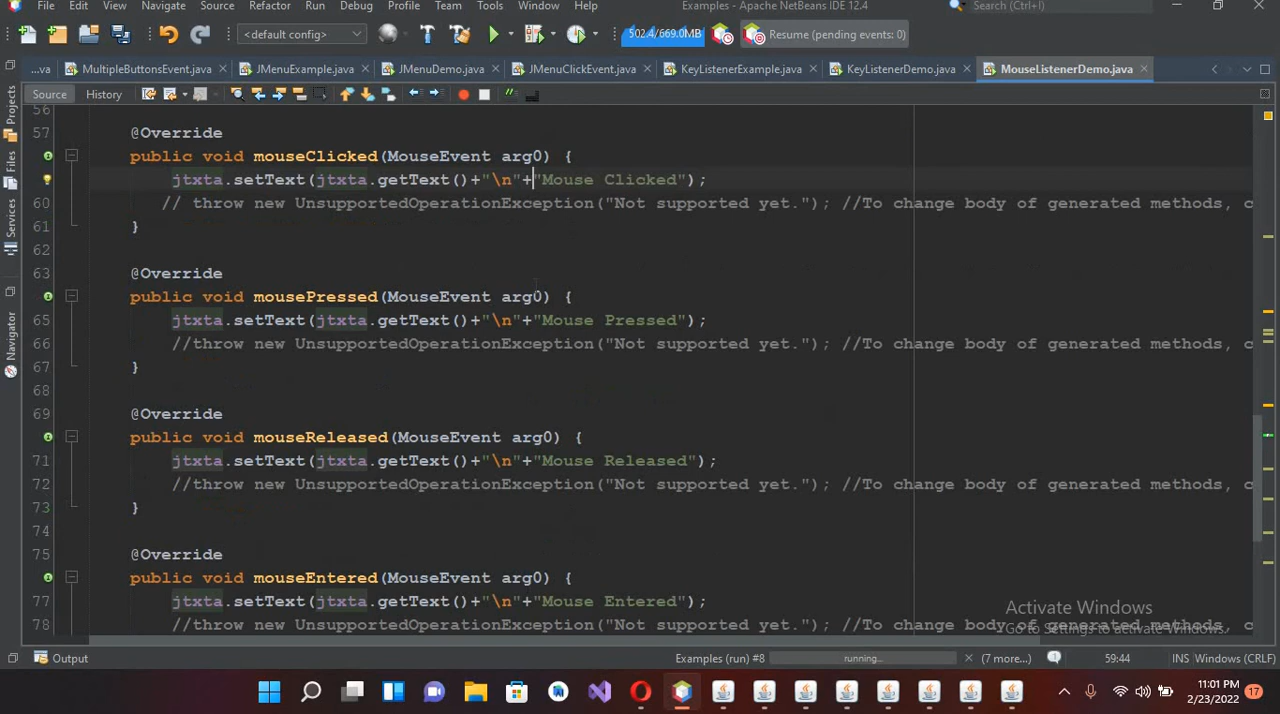 File Edit View Navigate Source Refactor Run Debug Profile Team Tools Window Help Examples - Apache NetBeans IDE 12.4 Search (Ctrl+I)
<default config> 502.4/669.0MB Resume (pending events: 0)
...va MultipleButtonsEvent.java JMenuExample.java JMenuDemo.java JMenuClickEvent.java KeyListenerExample.java KeyListenerDemo.java MouseListenerDemo.java
Source History
Projects
Files
Services
Navigator
56
57 @Override
public void mouseClicked(MouseEvent arg0) {
jtxta.setText(jtxta.getText()+"\n"+"Mouse Clicked");
60 // throw new UnsupportedOperationException("Not supported yet."); //To change body of generated methods, c
61 }
62
63 @Override
public void mousePressed(MouseEvent arg0) {
65 jtxta.setText(jtxta.getText()+"\n"+"Mouse Pressed");
66 //throw new UnsupportedOperationException("Not supported yet."); //To change body of generated methods, c
67 }
68
69 @Override
public void mouseReleased(MouseEvent arg0) {
71 jtxta.setText(jtxta.getText()+"\n"+"Mouse Released");
72 //throw new UnsupportedOperationException("Not supported yet."); //To change body of generated methods, c
73 }
74
75 @Override
public void mouseEntered(MouseEvent arg0) {
77 jtxta.setText(jtxta.getText()+"\n"+"Mouse Entered");
78 //throw new UnsupportedOperationException("Not supported yet."); //To change body of generated methods, c
Activate Windows
Go to Settings to activate Windows.
Output Examples (run) #8 running... (7 more...) 59:44 INS Windows (CRLF)
11:01 PM
2/23/2022
17